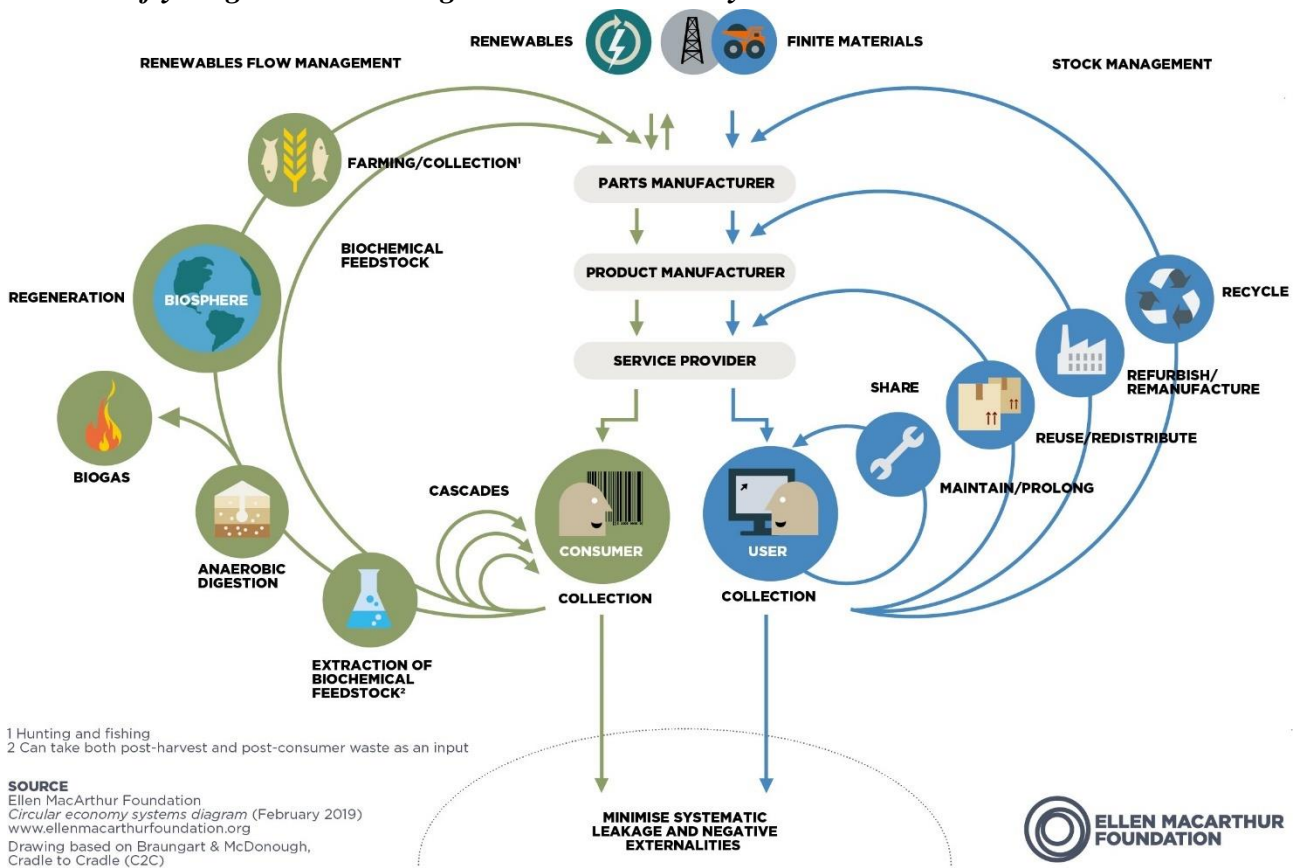 RENEWABLES
FINITE MATERIALS
RENEWABLES FLOW MANAGEMENT
STOCK MANAGEMENT
FARMING/COLLECTION¹
PARTS MANUFACTURER
BIOCHEMICAL
FEEDSTOCK
PRODUCT MANUFACTURER
REGENERATION
BIOSPHERE
RECYCLE
SERVICE PROVIDER
SHARE
REFURBISH/
REMANUFACTURE
REUSE/REDISTRIBUTE
BIOGAS
CASCADES
MAINTAIN/PROLONG
CONSUMER
USER
ANAEROBIC
DIGESTION
COLLECTION
COLLECTION
EXTRACTION OF
BIOCHEMICAL
FEEDSTOCK²
1 Hunting and fishing
2 Can take both post-harvest and post-consumer waste as an input
SOURCE
Ellen MacArthur Foundation
Circular economy systems diagram (February 2019)
www.ellenmacarthurfoundation.org
Drawing based on Braungart & McDonough,
Cradle to Cradle (C2C)
MINIMISE SYSTEMATIC
LEAKAGE AND NEGATIVE
EXTERNALITIES
ELLEN MACARTHUR
FOUNDATION